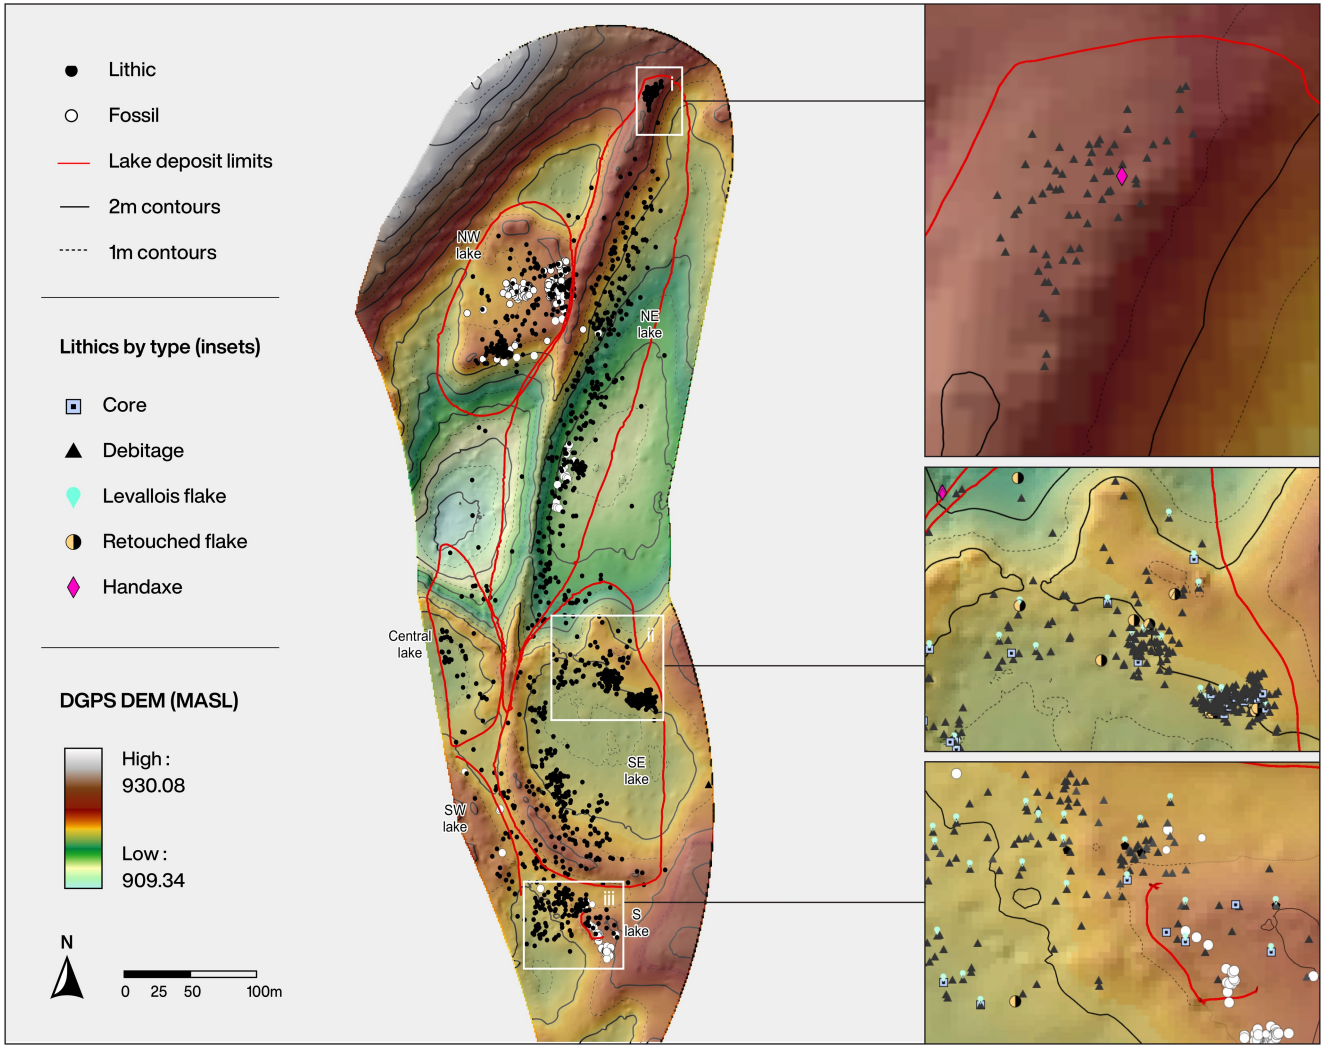 Lithic
Fossil
Lake deposit limits
2m contours
1m contours
Lithics by type (insets)
Core
Debitage
Levallois flake
Retouched flake
Handaxe
DGPS DEM (MASL)
High :
930.08
Low :
909.34
N
0 25 50 100m
i
NW
lake
NE
lake
Central
lake
ii
SE
lake
SW
lake
iii
S
lake